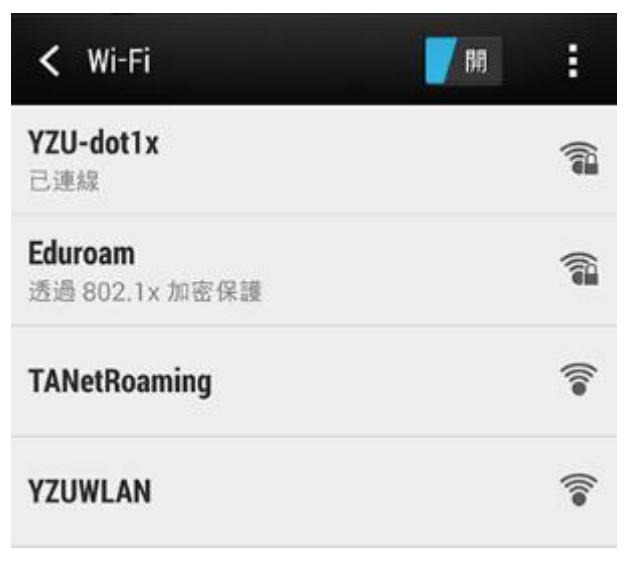 Wi-Fi
開
YZU-dot1x
已連線
Eduroam
透過 802.1x 加密保護
TANetRoaming
YZUWLAN